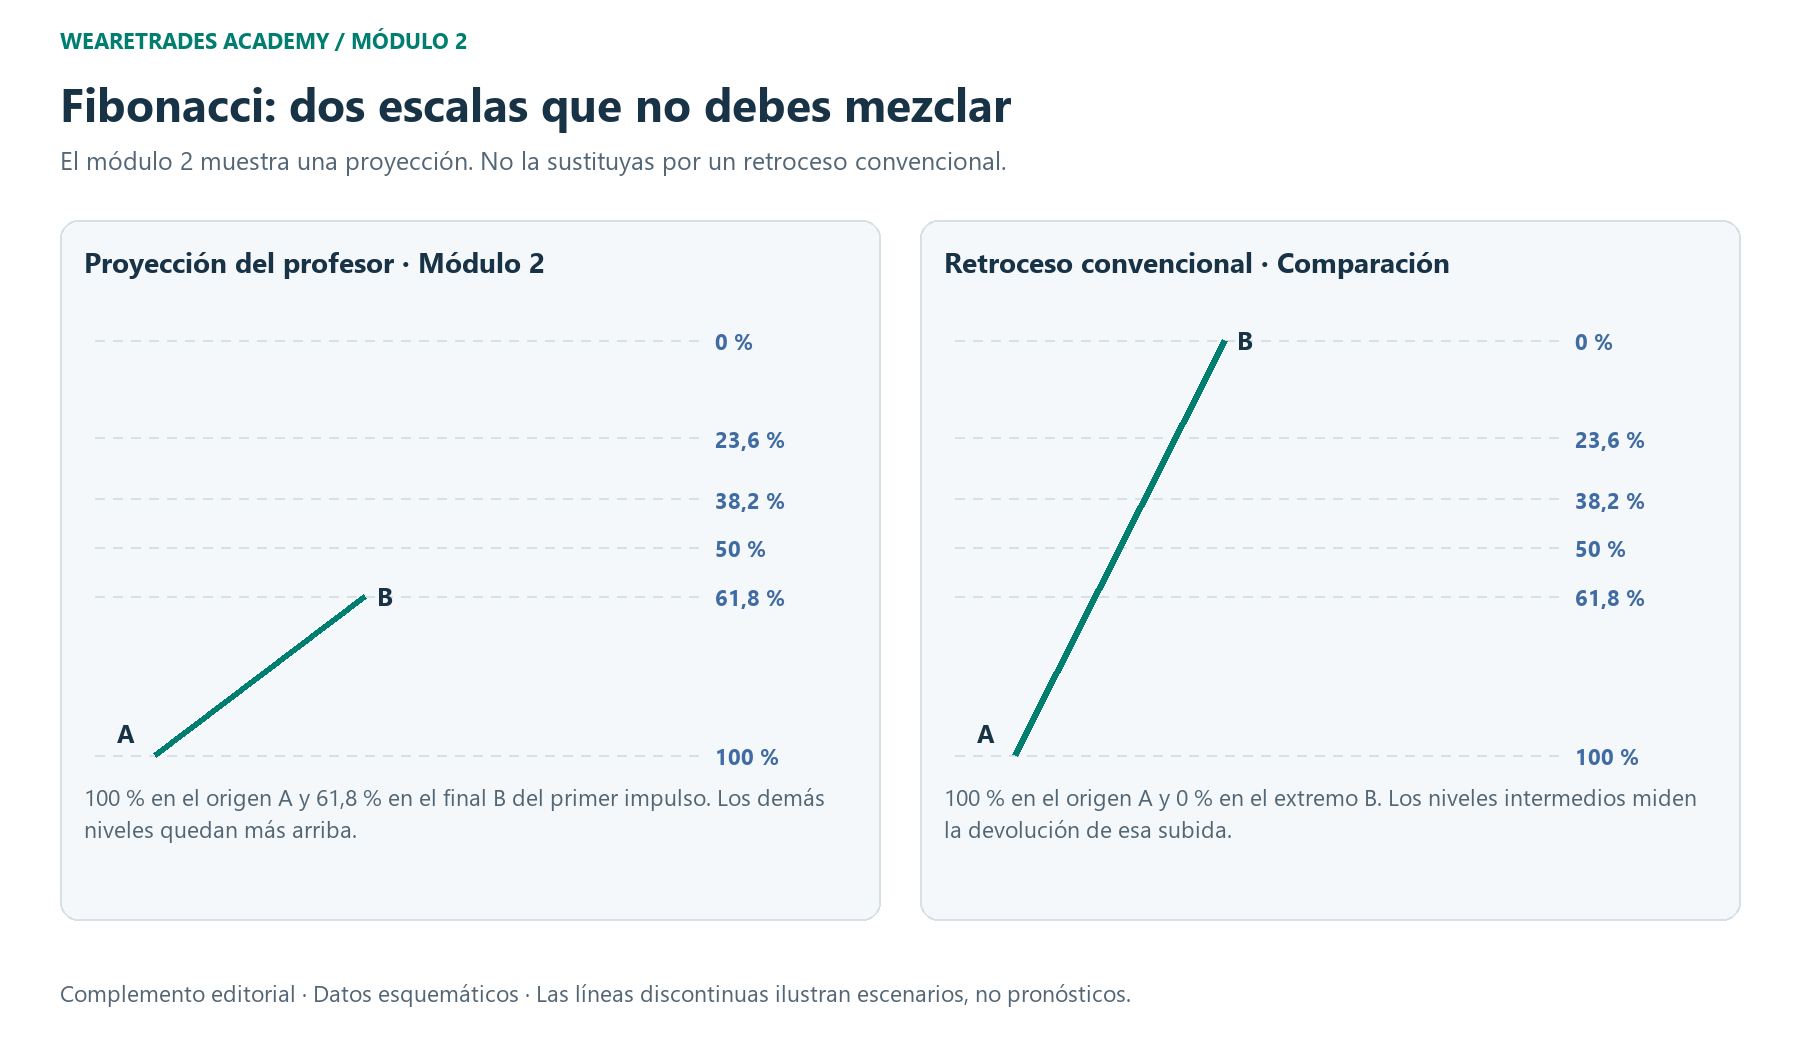 WEARETRADES ACADEMY / MÓDULO 2
Fibonacci: dos escalas que no debes mezclar
El módulo 2 muestra una proyección. No la sustituyas por un retroceso convencional.
Proyección del profesor · Módulo 2
0 %
23,6 %
38,2 %
50 %
B
61,8 %
A
100 %
100 % en el origen A y 61,8 % en el final B del primer impulso. Los demás
niveles quedan más arriba.
Retroceso convencional · Comparación
B
0 %
23,6 %
38,2 %
50 %
61,8 %
A
100 %
100 % en el origen A y 0 % en el extremo B. Los niveles intermedios miden
la devolución de esa subida.
Complemento editorial · Datos esquemáticos · Las líneas discontinuas ilustran escenarios, no pronósticos.